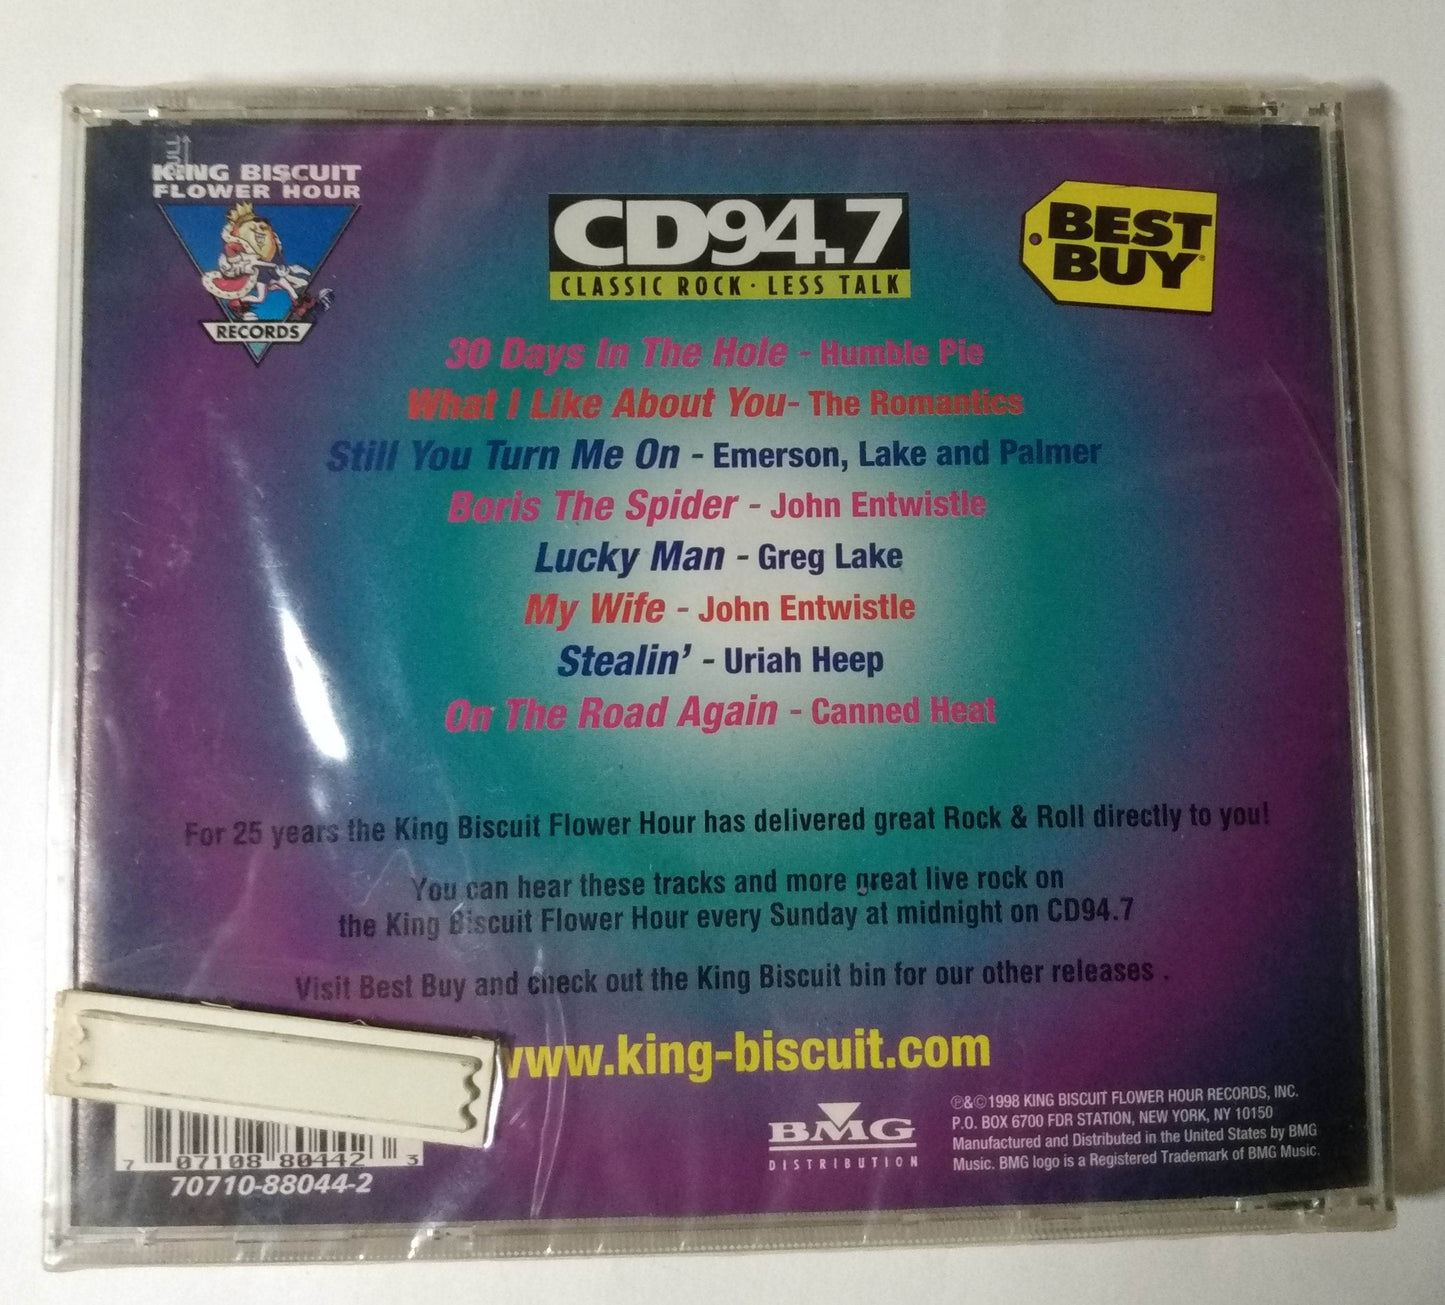 PULL
KING BISCUIT
FLOWER HOUR
RECORDS
CD94.7
CLASSIC ROCK · LESS TALK
BEST
BUY®
30 Days In The Hole - Humble Pie
What I Like About You- The Romantics
Still You Turn Me On - Emerson, Lake and Palmer
Boris The Spider - John Entwistle
Lucky Man - Greg Lake
My Wife - John Entwistle
Stealin’ - Uriah Heep
On The Road Again - Canned Heat
For 25 years the King Biscuit Flower Hour has delivered great Rock & Roll directly to you!
You can hear these tracks and more great live rock on
the King Biscuit Flower Hour every Sunday at midnight on CD94.7
Visit Best Buy and check out the King Biscuit bin for our other releases .
www.king-biscuit.com
7 07108 80442 3
70710-88044-2
BMG
DISTRIBUTION
℗&©1998 KING BISCUIT FLOWER HOUR RECORDS, INC.
P.O. BOX 6700 FDR STATION, NEW YORK, NY 10150
Manufactured and Distributed in the United States by BMG
Music. BMG logo is a Registered Trademark of BMG Music.